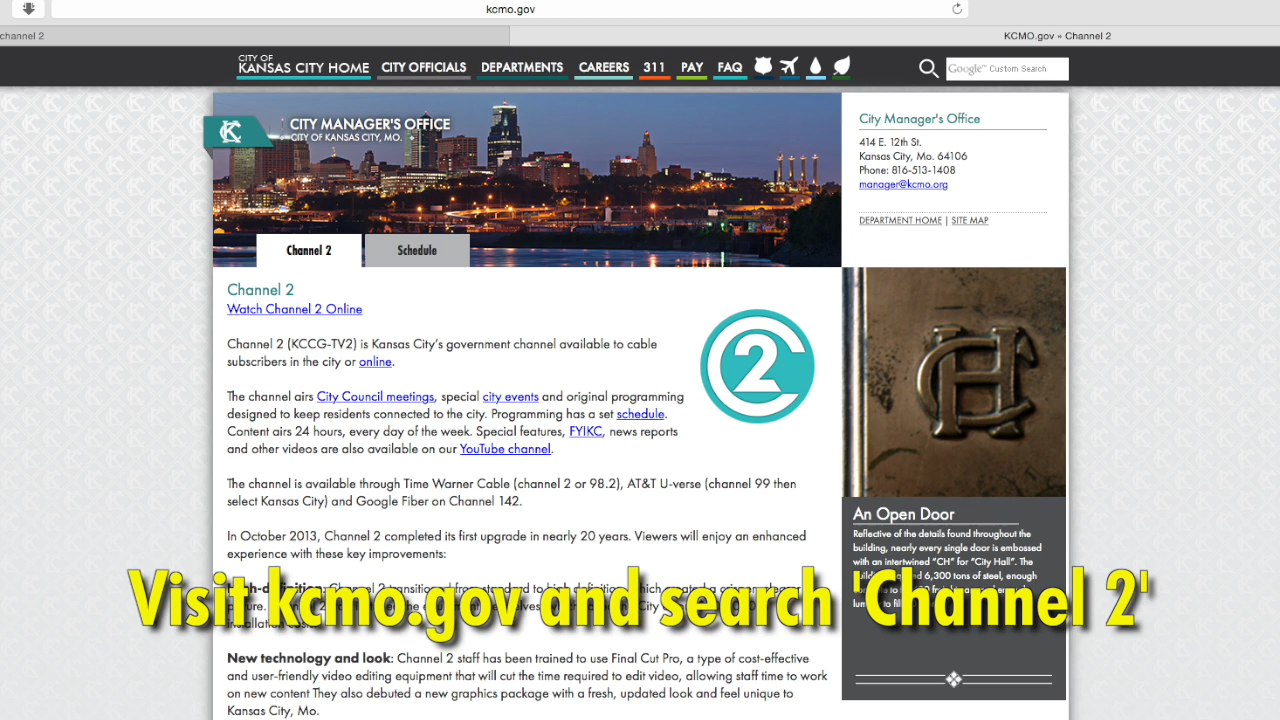 kcmo.gov
channel 2
KCMO.gov » Channel 2
CITY OF
KANSAS CITY HOME
CITY OFFICIALS
DEPARTMENTS
CAREERS
311
PAY
FAQ
Google™ Custom Search
KC
CITY MANAGER'S OFFICE
CITY OF KANSAS CITY, MO.
Channel 2
Schedule
City Manager's Office
414 E. 12th St.
Kansas City, Mo. 64106
Phone: 816-513-1408
manager@kcmo.org
DEPARTMENT HOME | SITE MAP
Channel 2
Watch Channel 2 Online
Channel 2 (KCCG-TV2) is Kansas City's government channel available to cable
subscribers in the city or online.
The channel airs City Council meetings, special city events and original programming
designed to keep residents connected to the city. Programming has a set schedule.
Content airs 24 hours, every day of the week. Special features, FYIKC, news reports
and other videos are also available on our YouTube channel.
The channel is available through Time Warner Cable (channel 2 or 98.2), AT&T U-verse (channel 99 then
select Kansas City) and Google Fiber on Channel 142.
In October 2013, Channel 2 completed its first upgrade in nearly 20 years. Viewers will enjoy an enhanced
experience with these key improvements:
2
CH
An Open Door
Reflective of the details found throughout the
building, nearly every single door is embossed
with an intertwined "CH" for "City Hall". The
6,300 tons of steel, enough
Visit kcmo.gov and search 'Channel 2'
New technology and look: Channel 2 staff has been trained to use Final Cut Pro, a type of cost-effective
and user-friendly video editing equipment that will cut the time required to edit video, allowing staff time to work
on new content They also debuted a new graphics package with a fresh, updated look and feel unique to
Kansas City, Mo.